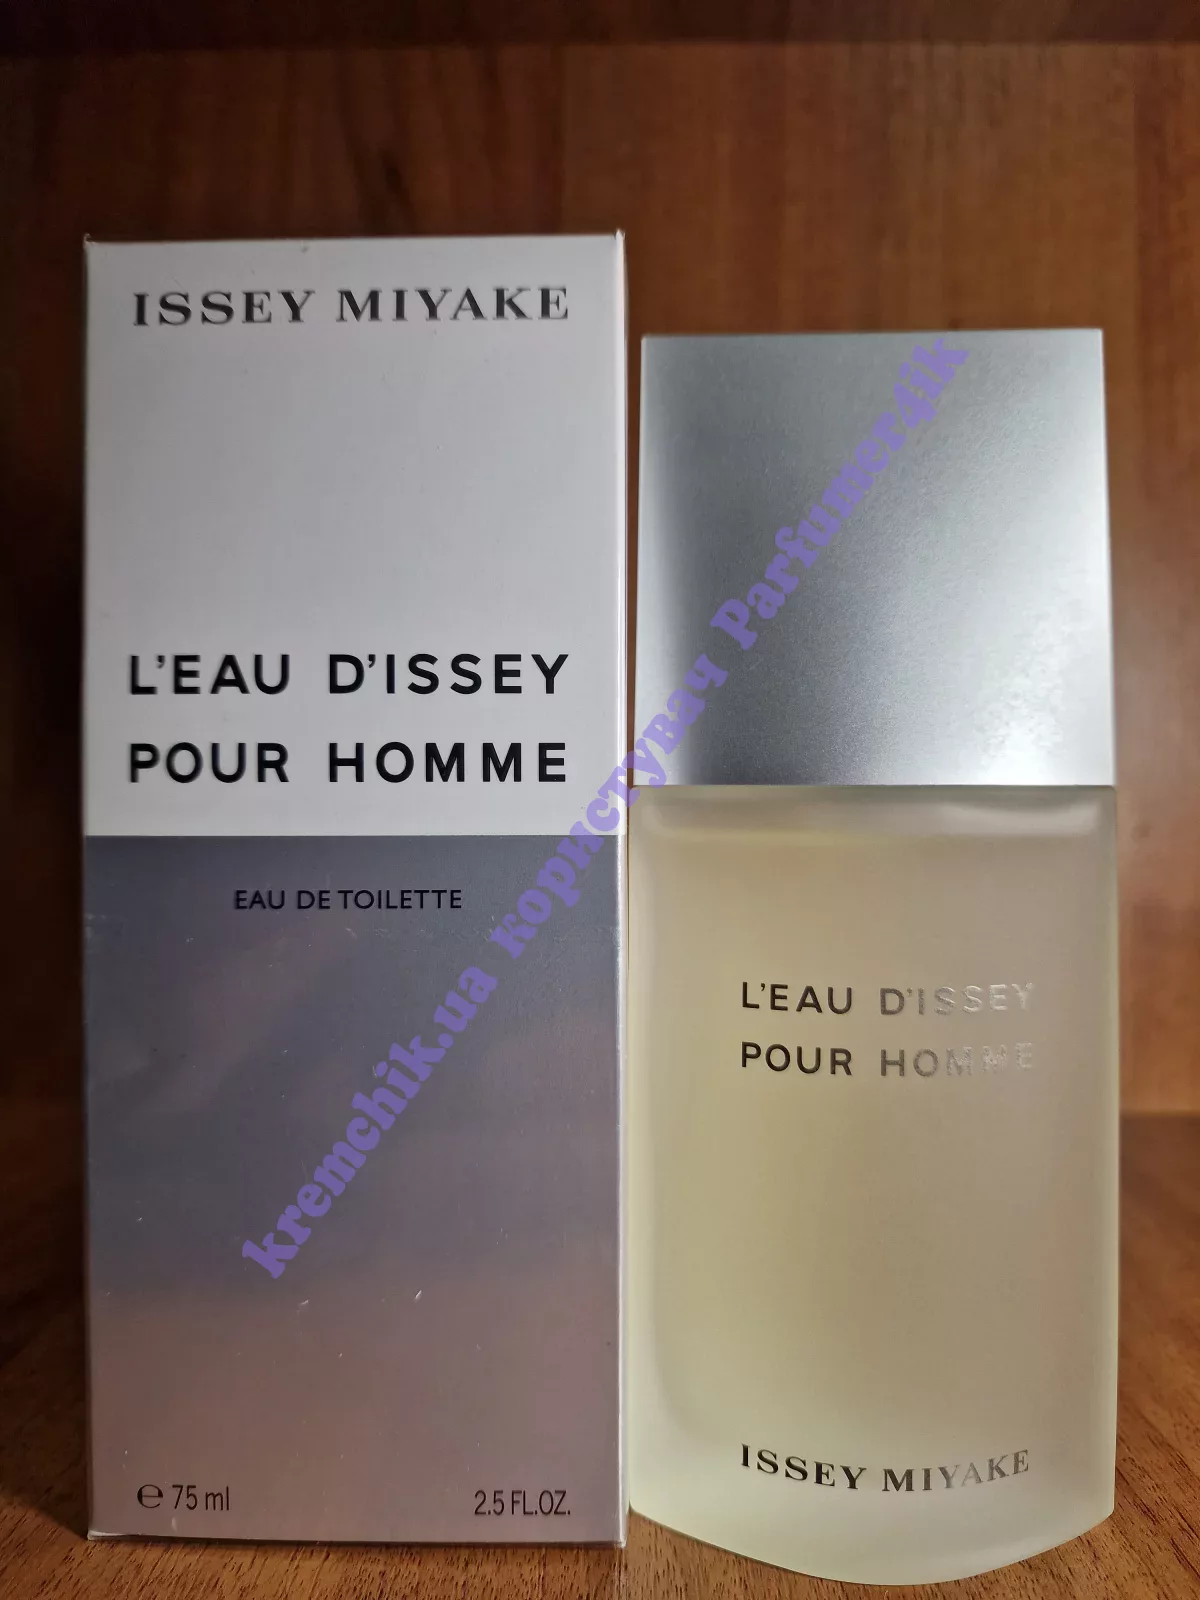 ISSEY MIYAKE
L'EAU D'ISSEY
POUR HOMME
EAU DE TOILETTE
℮ 75 ml
2.5 FL.OZ.
L'EAU D'ISSEY
POUR HOMME
ISSEY MIYAKE
kremchik.ua користувач Parfumer4ik